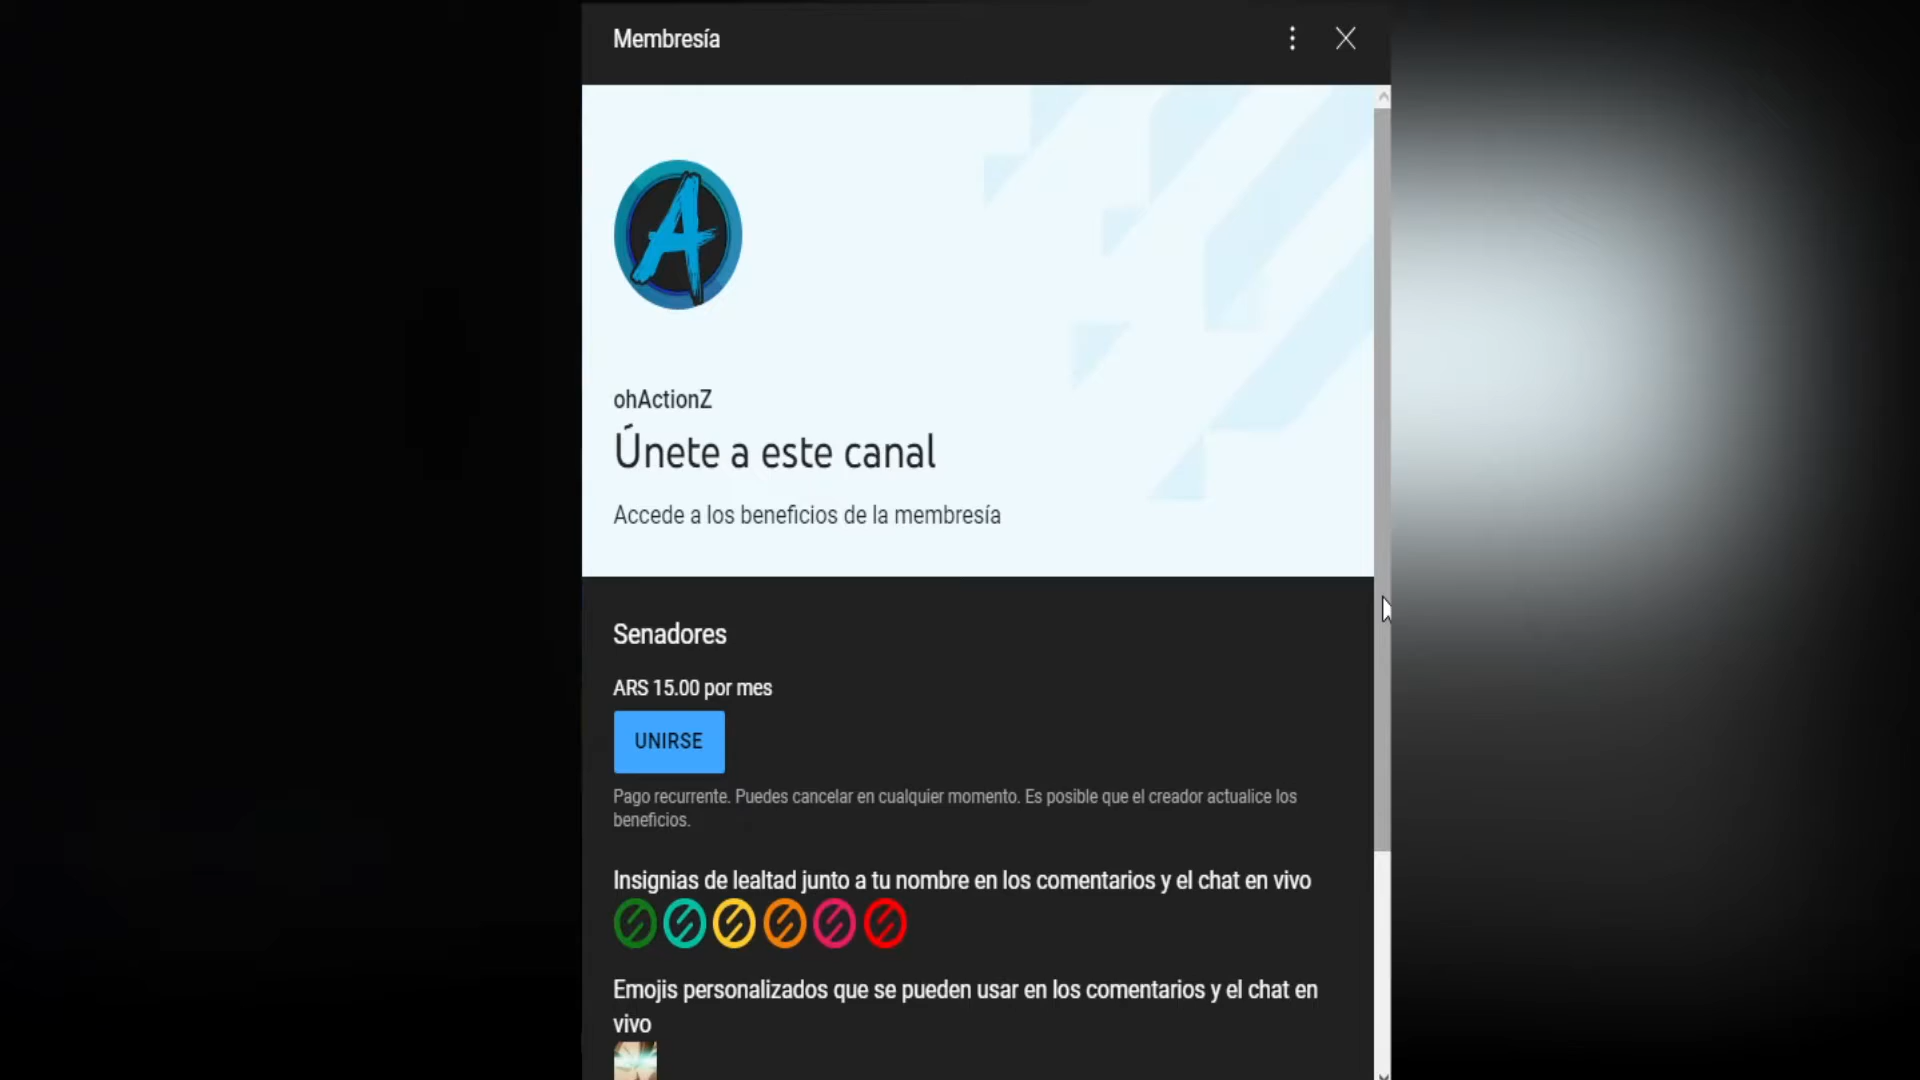 Membresía
A
ohActionZ
Únete a este canal
Accede a los beneficios de la membresía
Senadores
ARS 15.00 por mes
UNIRSE
Pago recurrente. Puedes cancelar en cualquier momento. Es posible que el creador actualice los
beneficios.
Insignias de lealtad junto a tu nombre en los comentarios y el chat en vivo
Emojis personalizados que se pueden usar en los comentarios y el chat en
vivo